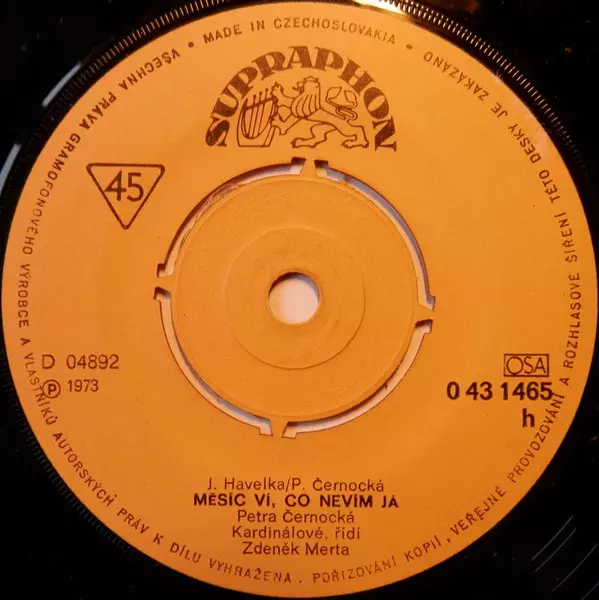 MADE IN CZECHOSLOVAKIA •
VŠECHNA PRÁVA GRAMOFONOVÉHO VÝROBCE A VLASTNÍKŮ AUTORSKÝCH PRÁV K DÍLU VYHRAŽENA. POŘIZOVÁNÍ KOPIÍ, VEŘEJNÉ PROVOZOVÁNÍ A ROZHLASOVÉ ŠÍŘENÍ TÉTO DESKY JE ZAKÁZÁNO •
SUPRAPHON
45
D 04892
Ⓟ 1973
OSA
0 43 1465
h
J. Havelka/P. Černocká
MĚSÍC VÍ, CO NEVÍM JÁ
Petra Černocká
Kardinálové, řídí
Zdeněk Merta